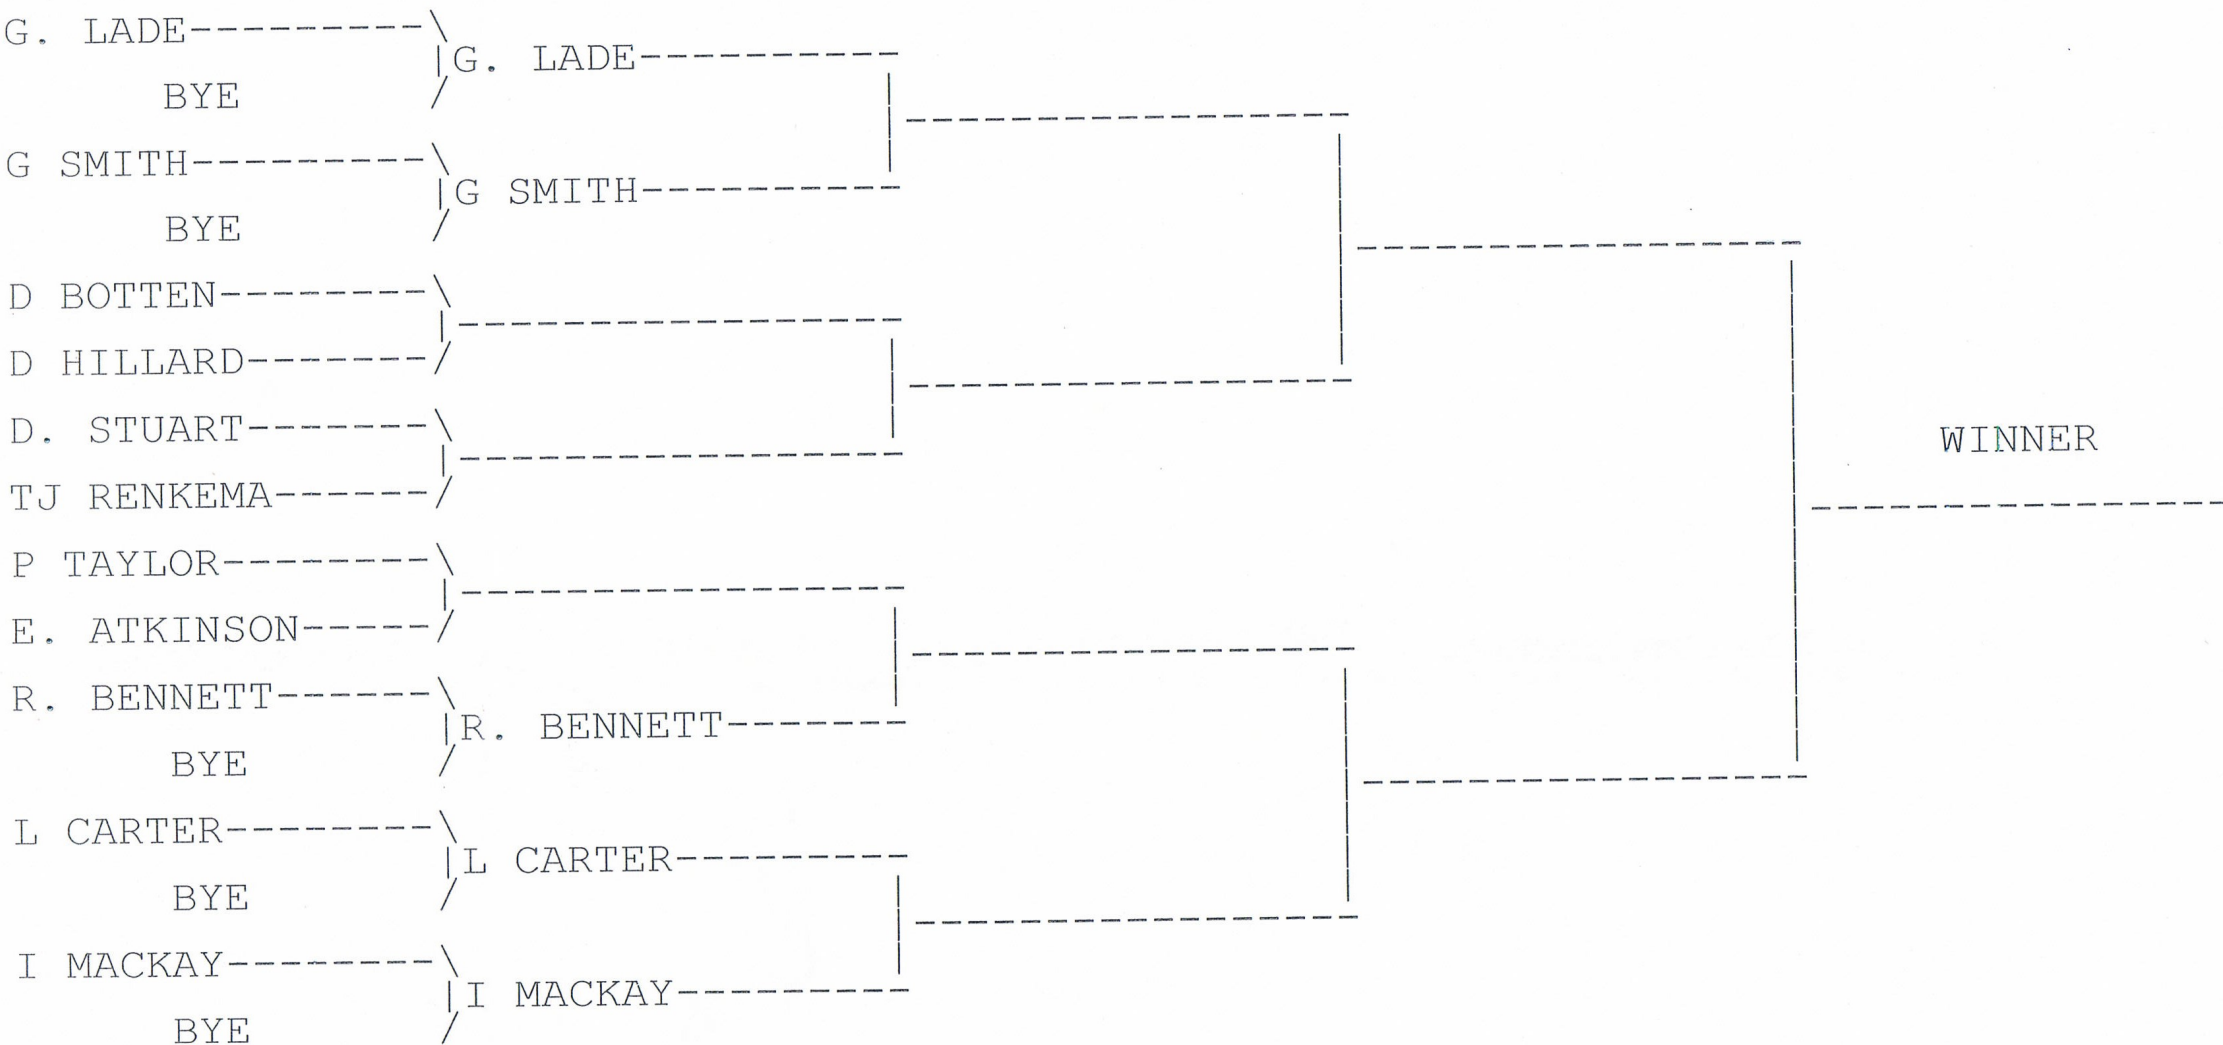 G. LADE
G. LADE
BYE
G SMITH
G SMITH
BYE
D BOTTEN
D HILLARD
D. STUART
WINNER
TJ RENKEMA
P TAYLOR
E. ATKINSON
R. BENNETT
R. BENNETT
BYE
L CARTER
L CARTER
BYE
I MACKAY
I MACKAY
BYE